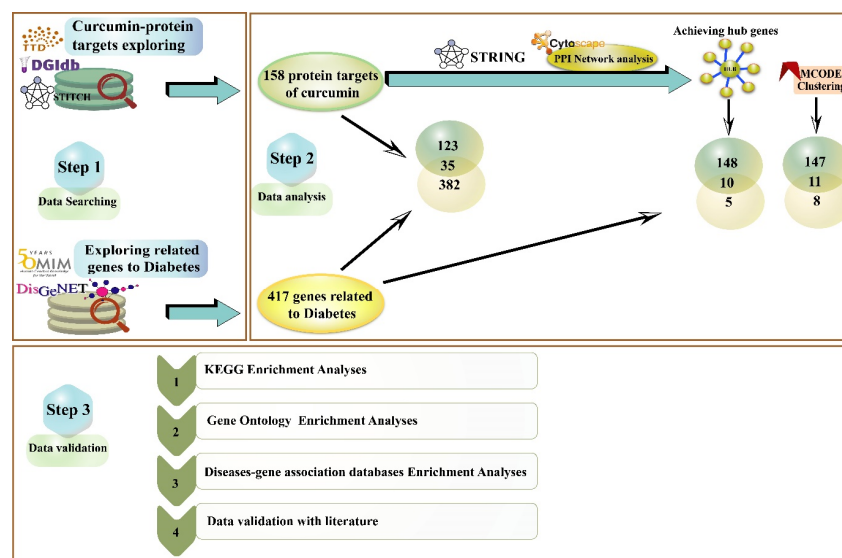 Curcumin-protein
targets exploring
TTD
DGIdb
STITCH
Step 1
Data Searching
50 YEARS
OMIM
Exploring related
genes to Diabetes
DisGeNET
158 protein targets
of curcumin
STRING
Cytoscape
PPI Network analysis
Achieving hub genes
HUB
MCODE
Clustering
Step 2
Data analysis
123
35
382
148
10
5
147
11
8
417 genes related
to Diabetes
Step 3
Data validation
1
KEGG Enrichment Analyses
2
Gene Ontology Enrichment Analyses
3
Diseases-gene association databases Enrichment Analyses
4
Data validation with literature